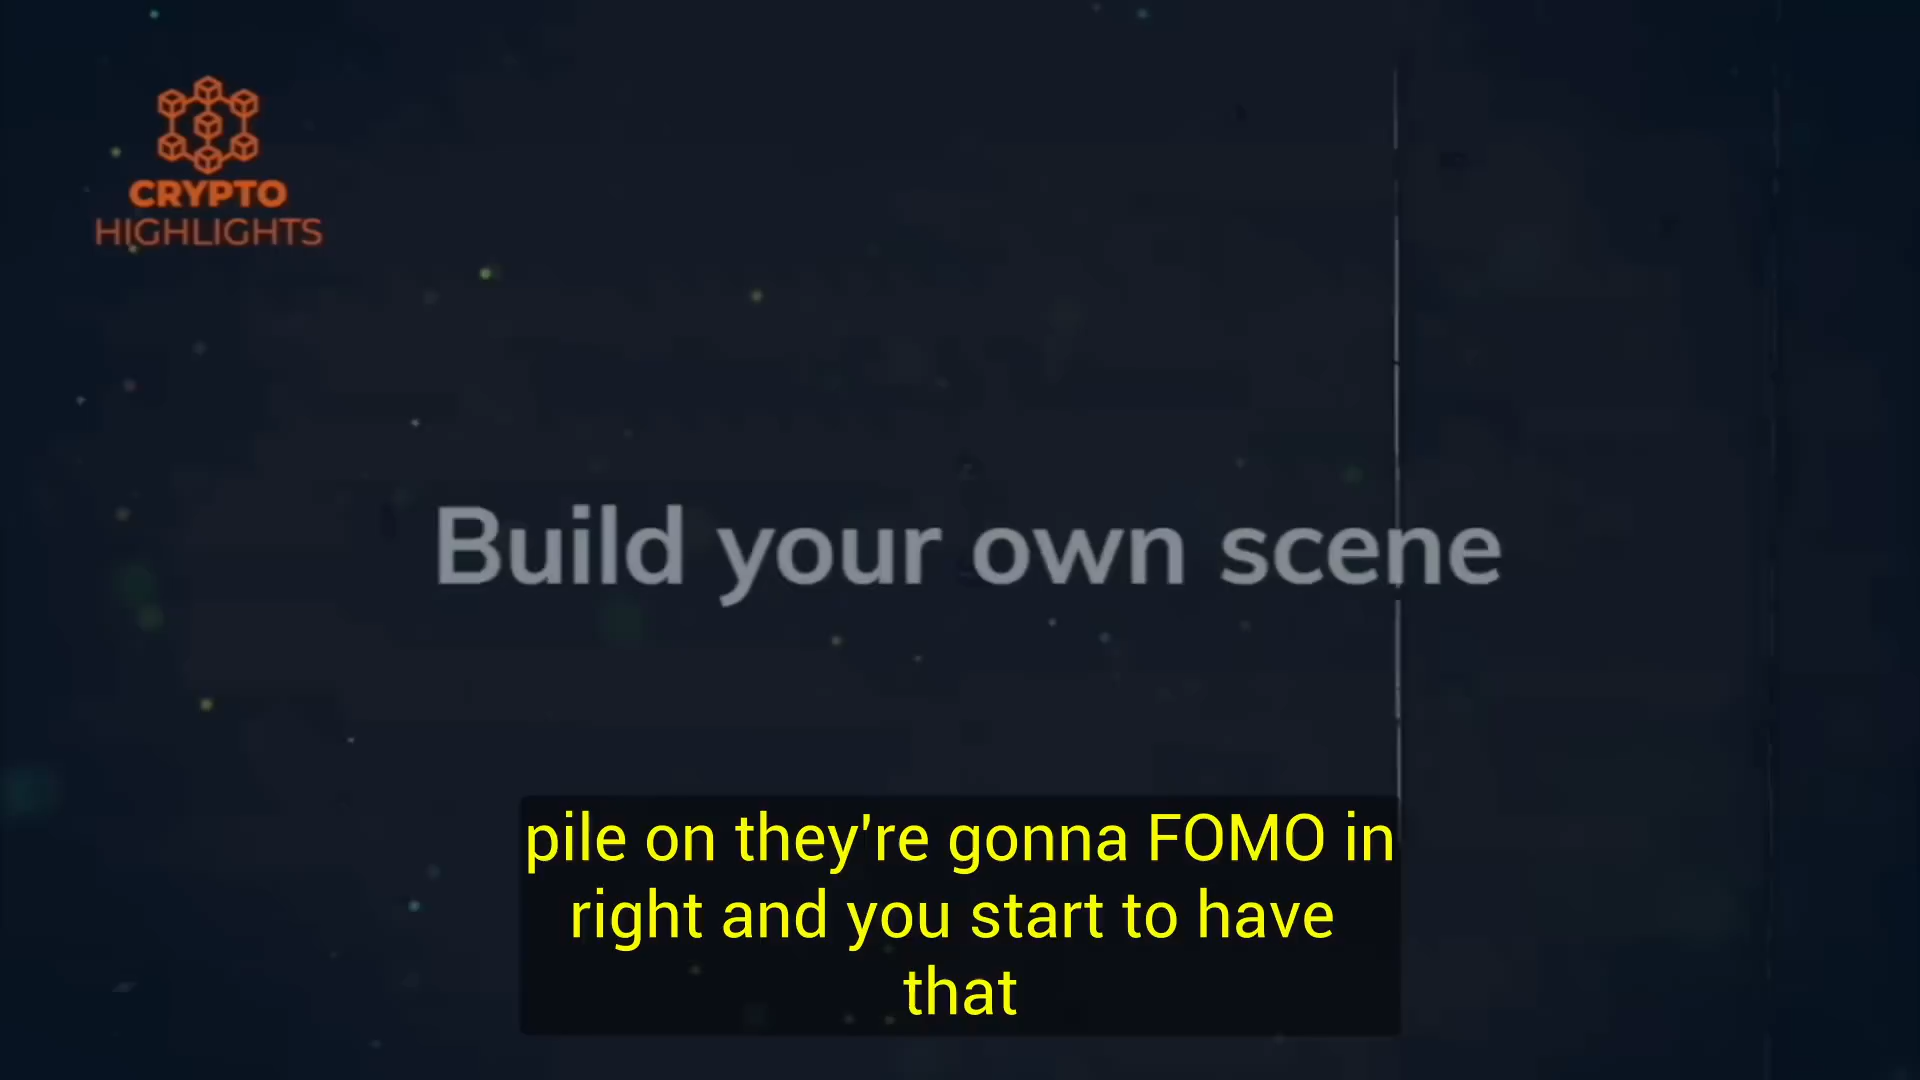 CRYPTO
HIGHLIGHTS
Build your own scene
pile on they're gonna FOMO in
right and you start to have
that